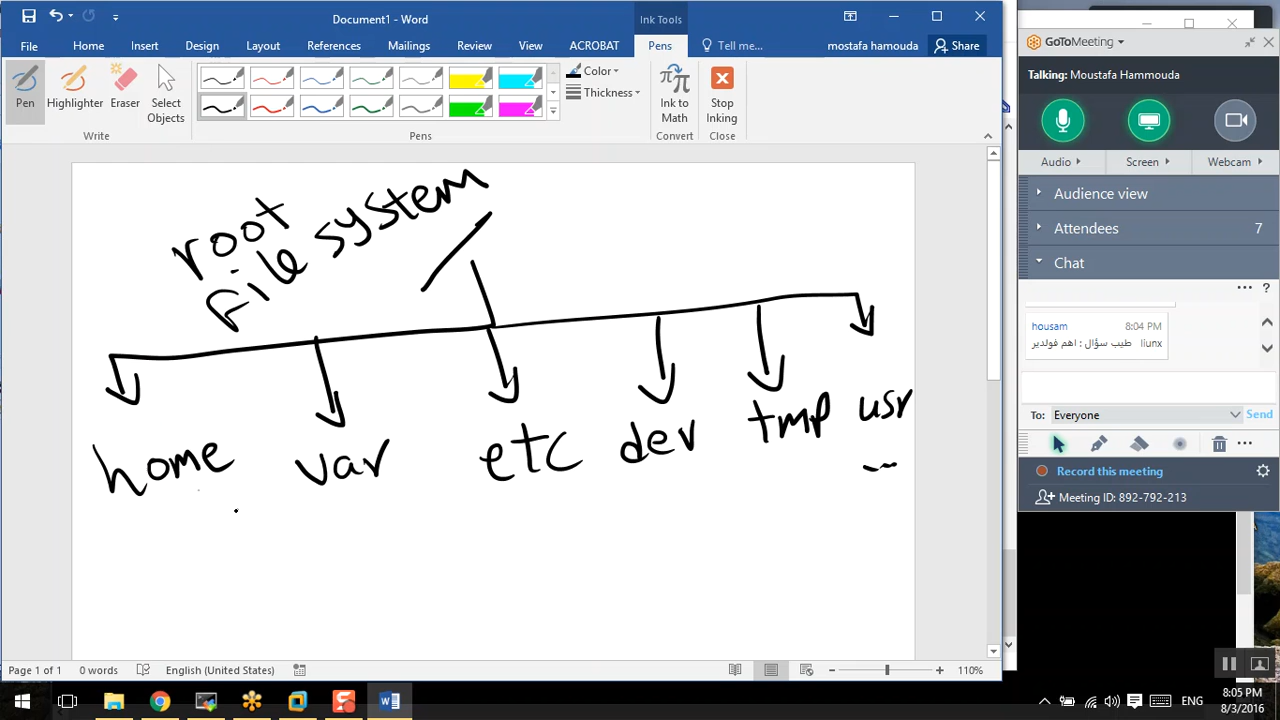 Document1 - Word
Ink Tools
File
Home
Insert
Design
Layout
References
Mailings
Review
View
ACROBAT
Pens
Tell me...
mostafa hamouda
Share
Pen
Highlighter
Eraser
Select Objects
Write
Pens
Color
Thickness
Ink to Math
Convert
Stop Inking
Close
root
file system
home
var
etc
dev
tmp
usr
Page 1 of 1
0 words
English (United States)
110%
GoToMeeting
Talking: Moustafa Hammouda
Audio
Screen
Webcam
Audience view
Attendees
7
Chat
housam
8:04 PM
طيب سؤال : اهم فولدير liunx
To:
Everyone
Send
Record this meeting
Meeting ID: 892-792-213
ENG
8:05 PM
8/3/2016